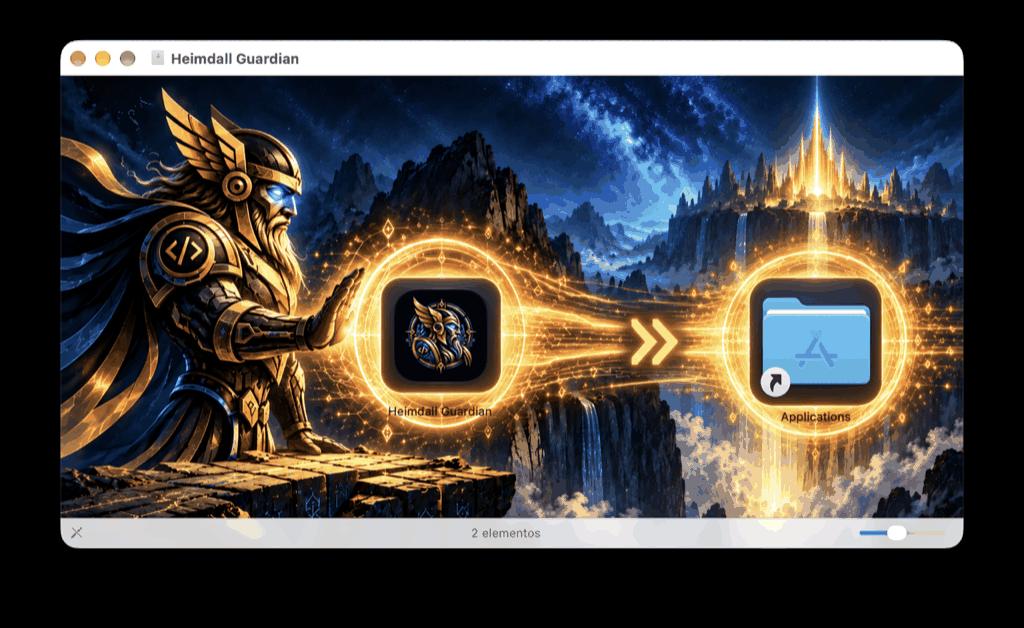 Heimdall Guardian
</>
Heimdall Guardian
Applications
2 elementos